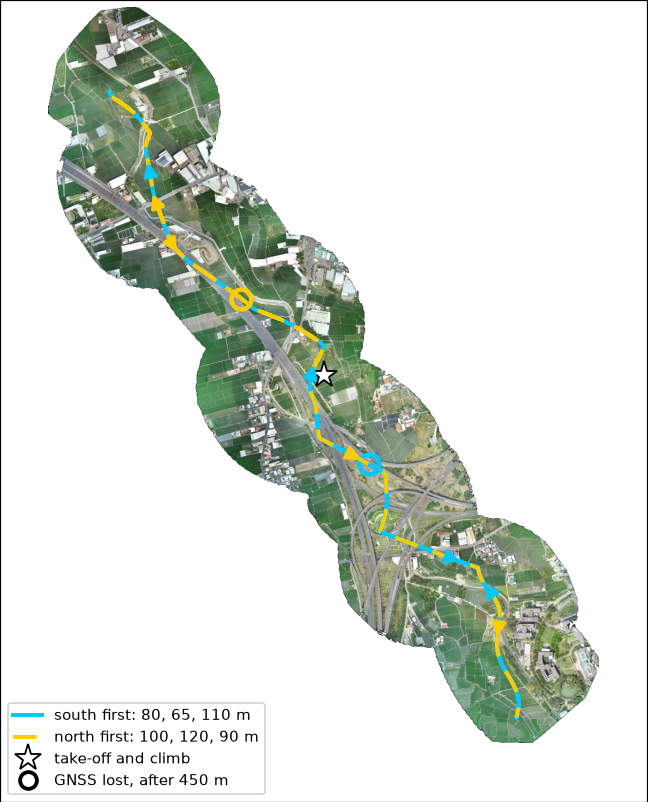 south first: 80, 65, 110 m
north first: 100, 120, 90 m
take-off and climb
GNSS lost, after 450 m